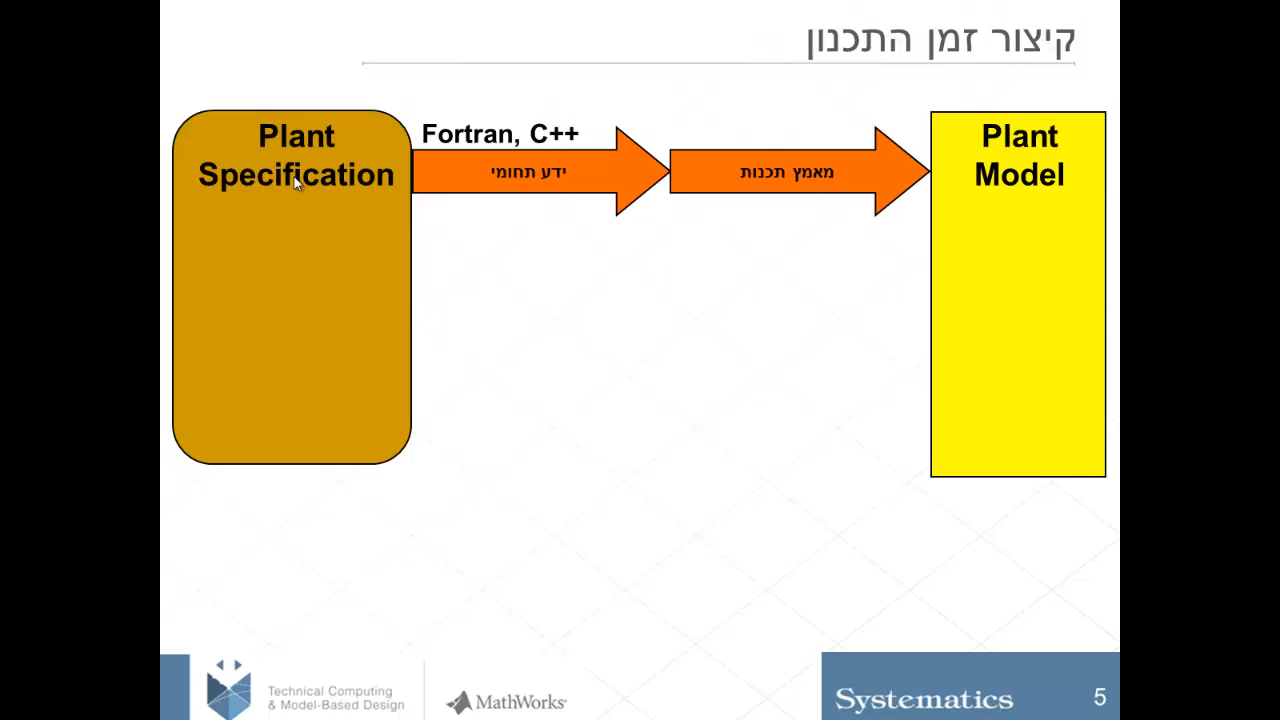 קיצור זמן התכנון
Plant
Specification
Fortran, C++
ידע תחומי
מאמץ תכנות
Plant
Model
Technical Computing
& Model-Based Design
MathWorks
Systematics
5